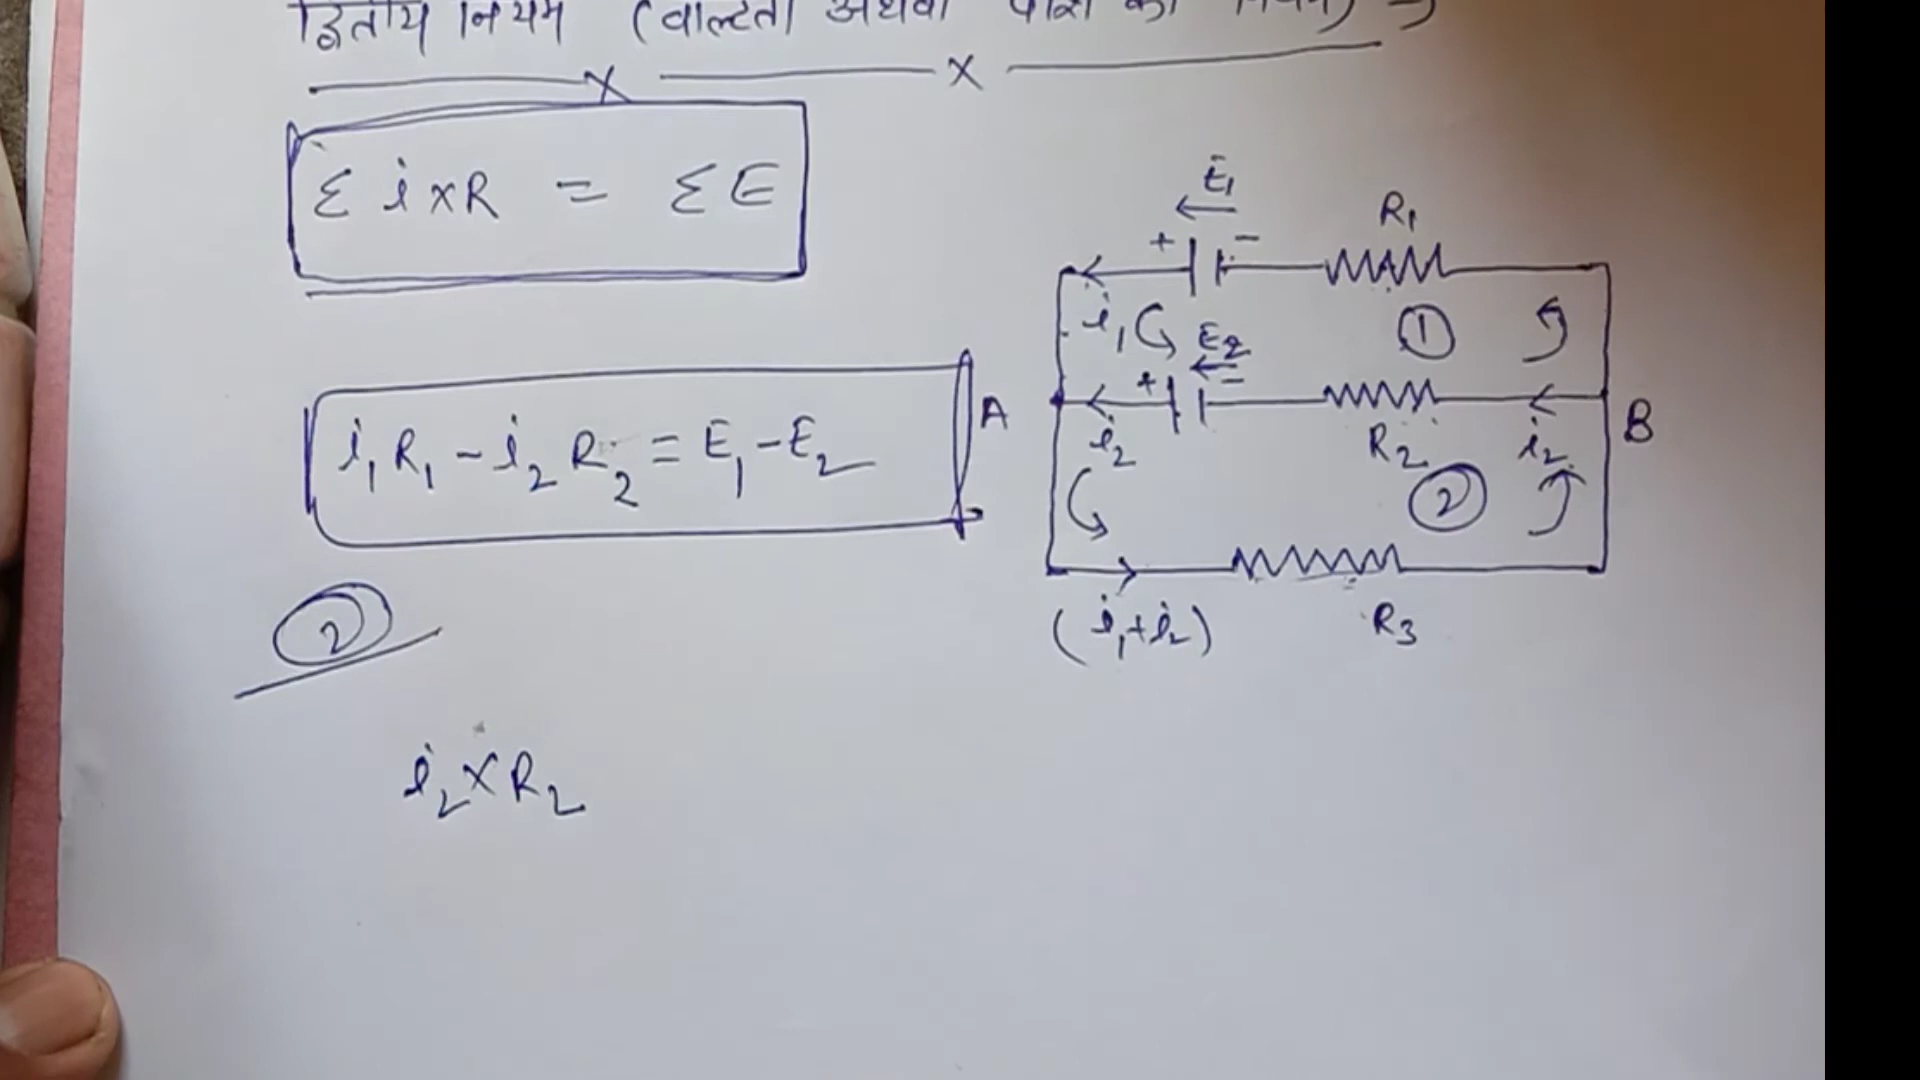 द्वितीय नियम (वोल्टता अथवा पाश का नियम) →
Σ i×R = ΣE
i₁R₁ - i₂R₂ = E₁ - E₂
②
i₂×R₂
E₁
R₁
+ -
i₁
①
E₂
+ -
A
B
i₂
R₂
i₂
②
(i₁+i₂)
R₃